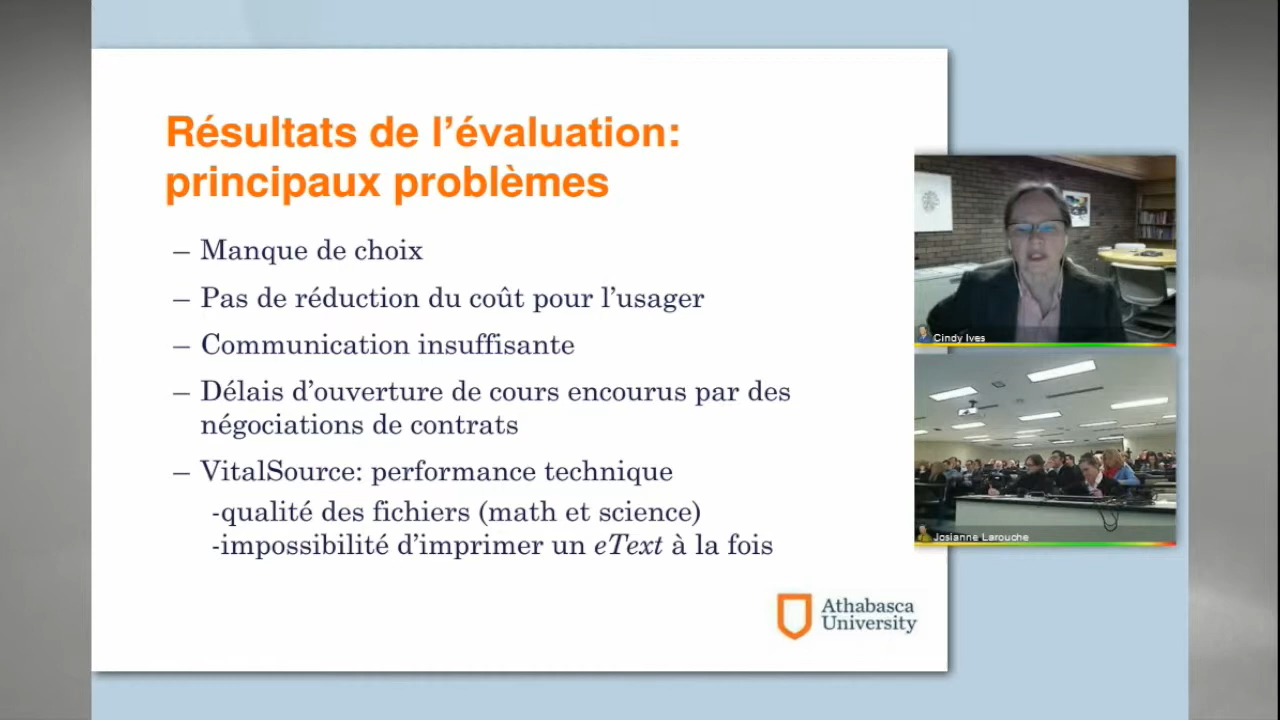 Résultats de l’évaluation:
principaux problèmes
– Manque de choix
– Pas de réduction du coût pour l’usager
– Communication insuffisante
– Délais d’ouverture de cours encourus par des
négociations de contrats
– VitalSource: performance technique
-qualité des fichiers (math et science)
-impossibilité d’imprimer un eText à la fois
Athabasca
University
Cindy Ives
Josianne Larouche